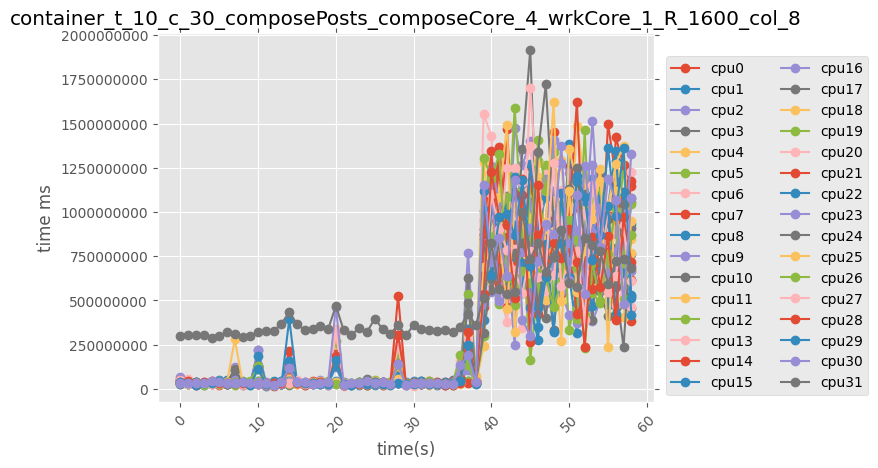 container_t_10_c_30_composePosts_composeCore_4_wrkCore_1_R_1600_col_8
2000000000
1750000000
1500000000
1250000000
1000000000
750000000
500000000
250000000
0
time ms
0
10
20
30
40
50
60
time(s)
cpu0
cpu1
cpu2
cpu3
cpu4
cpu5
cpu6
cpu7
cpu8
cpu9
cpu10
cpu11
cpu12
cpu13
cpu14
cpu15
cpu16
cpu17
cpu18
cpu19
cpu20
cpu21
cpu22
cpu23
cpu24
cpu25
cpu26
cpu27
cpu28
cpu29
cpu30
cpu31